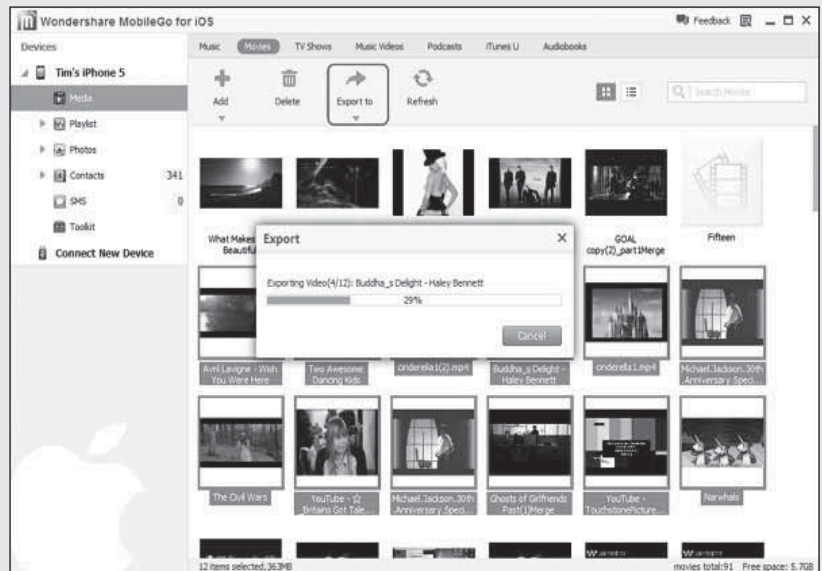 Wondershare MobileGo for iOS
Feedback
Devices
Tim's iPhone 5
Media
Playlist
Photos
Contacts 341
SMS 0
Toolkit
Connect New Device
Music Movies TV Shows Music Videos Podcasts iTunes U Audiobooks
Add Delete Export to Refresh
Search Movies
What Makes
Beautiful
GOAL
copy(2)_part1Merge
Fifteen
Export
Exporting Video(4/12): Buddha_s Delight - Haley Bennett
29%
Cancel
Avril Lavigne - Wish
You Were Here
Two Awesome
Dancing Kids
cinderella1(2).mp4
Buddha_s Delight -
Haley Bennett
cinderella1.mp4
Michael.Jackson.30th
.Anniversary.Speci...
The Civil Wars
YouTube - ☆
_Britains Got Tale...
Michael.Jackson.30th
.Anniversary.Speci...
Ghosts of Girlfriends
Past(1)Merge
YouTube -
TouchstonePicture...
Narwhals
12 items selected,363MB
movies total:91 Free space: 5.7GB